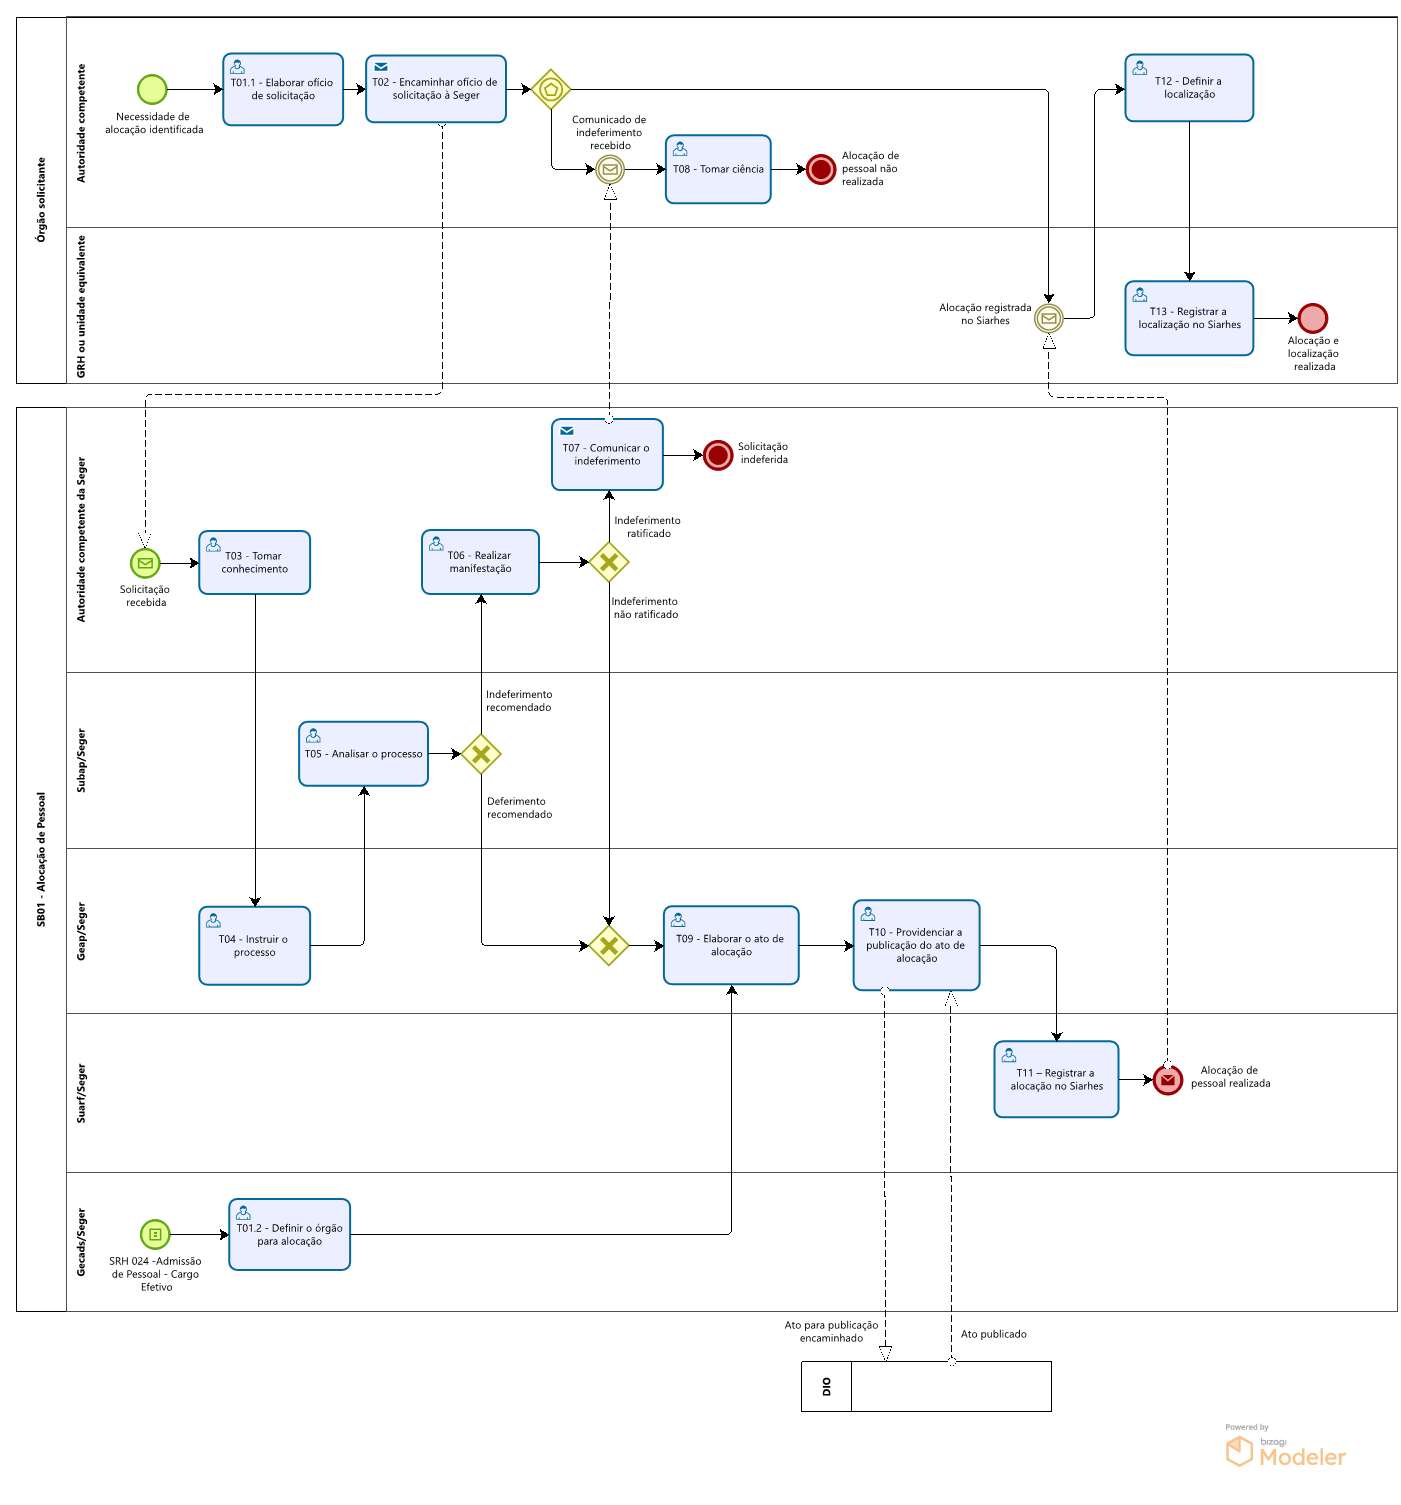 Órgão solicitante
Autoridade competente
Necessidade de
alocação identificada
T01.1 - Elaborar ofício
de solicitação
T02 - Encaminhar ofício de
solicitação à Seger
Comunicado de
indeferimento
recebido
T08 - Tomar ciência
Alocação de
pessoal não
realizada
T12 - Definir a
localização
GRH ou unidade equivalente
Alocação registrada
no Siarhes
T13 - Registrar a
localização no Siarhes
Alocação e
localização
realizada
SB01 - Alocação de Pessoal
Autoridade competente da Seger
Solicitação
recebida
T03 - Tomar
conhecimento
T06 - Realizar
manifestação
T07 - Comunicar o
indeferimento
Solicitação
indeferida
Indeferimento
ratificado
Indeferimento
não ratificado
Subap/Seger
T05 - Analisar o processo
Indeferimento
recomendado
Deferimento
recomendado
Geap/Seger
T04 - Instruir o
processo
T09 - Elaborar o ato de
alocação
T10 - Providenciar a
publicação do ato de
alocação
Suarf/Seger
T11 – Registrar a
alocação no Siarhes
Alocação de
pessoal realizada
Gecads/Seger
SRH 024 -Admissão
de Pessoal - Cargo
Efetivo
T01.2 - Definir o órgão
para alocação
Ato para publicação
encaminhado
Ato publicado
DIO
Powered by
bizagi
Modeler